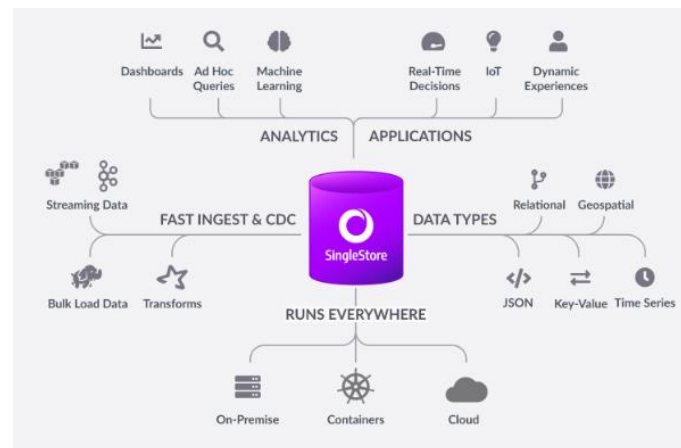 Dashboards
Ad Hoc
Queries
Machine
Learning
Real-Time
Decisions
IoT
Dynamic
Experiences
ANALYTICS
APPLICATIONS
Streaming Data
FAST INGEST & CDC
Bulk Load Data
Transforms
SingleStore
DATA TYPES
Relational
Geospatial
JSON
Key-Value
Time Series
RUNS EVERYWHERE
On-Premise
Containers
Cloud